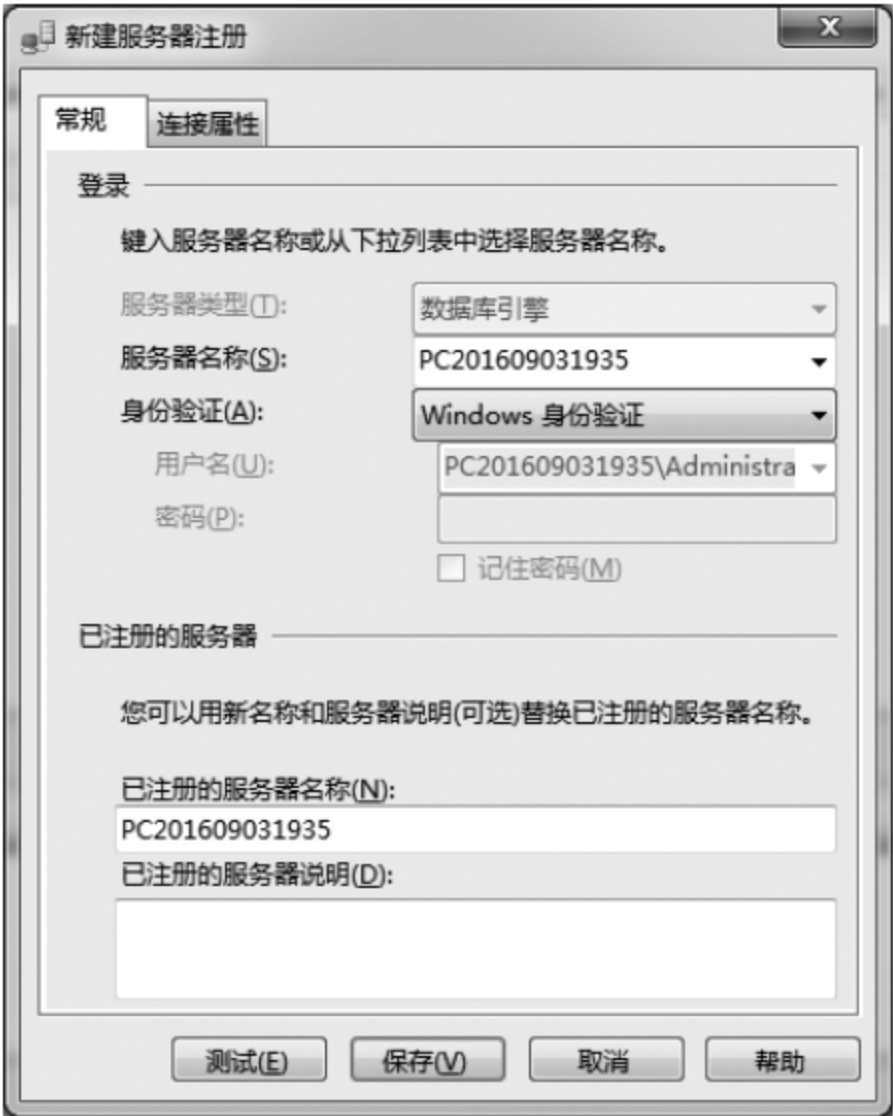 新建服务器注册
常规
连接属性
登录
键入服务器名称或从下拉列表中选择服务器名称。
服务器类型(T):
数据库引擎
服务器名称(S):
PC201609031935
身份验证(A):
Windows 身份验证
用户名(U):
PC201609031935\Administra
密码(P):
记住密码(M)
已注册的服务器
您可以用新名称和服务器说明(可选)替换已注册的服务器名称。
已注册的服务器名称(N):
PC201609031935
已注册的服务器说明(D):
测试(E)
保存(V)
取消
帮助